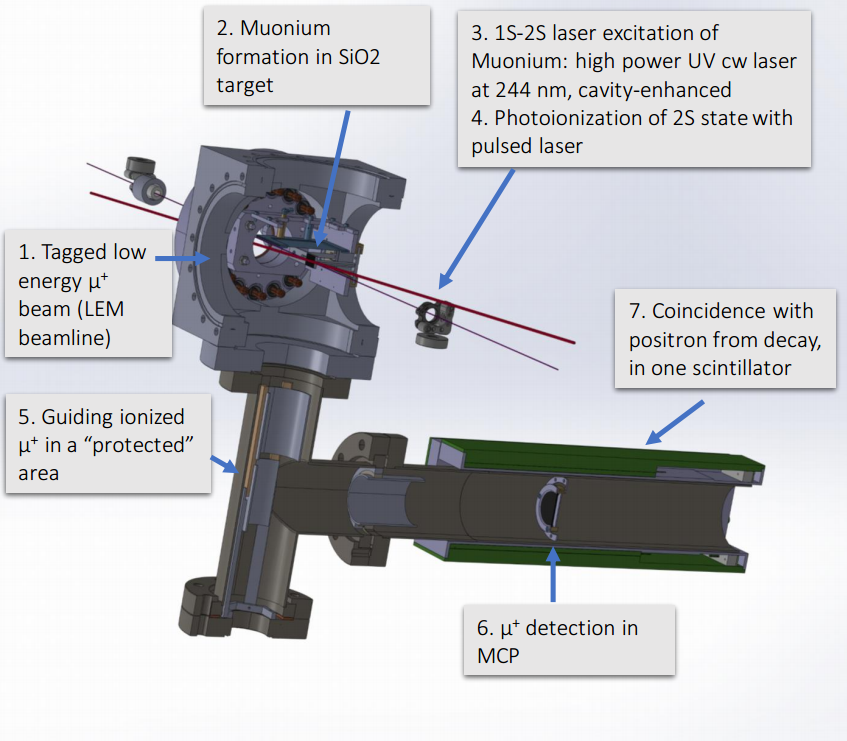 2. Muonium
formation in SiO2
target
3. 1S-2S laser excitation of
Muonium: high power UV cw laser
at 244 nm, cavity-enhanced
4. Photoionization of 2S state with
pulsed laser
1. Tagged low
energy µ⁺
beam (LEM
beamline)
7. Coincidence with
positron from decay,
in one scintillator
5. Guiding ionized
µ⁺ in a “protected”
area
6. µ⁺ detection in
MCP